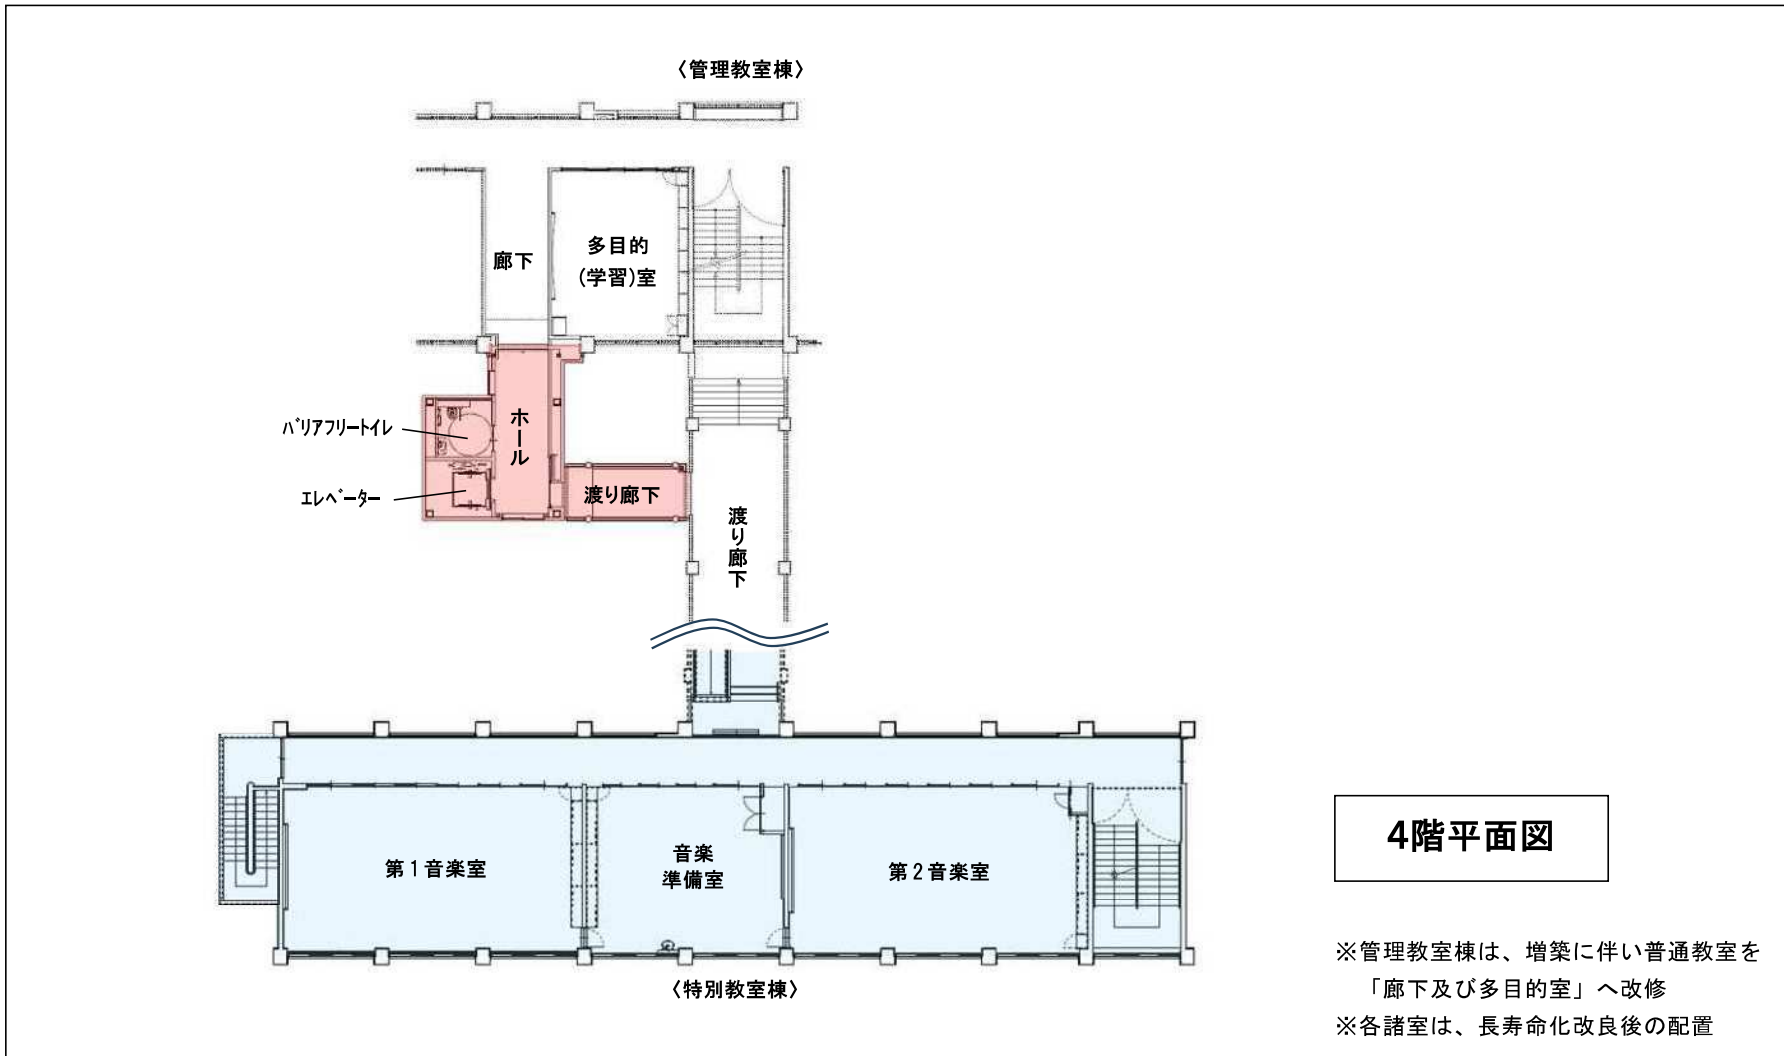 〈管理教室棟〉
廊下
多目的
(学習)室
バリアフリートイレ
ホール
エレベーター
渡り廊下
渡り廊下
第1音楽室
音楽
準備室
第2音楽室
〈特別教室棟〉
4階平面図
※管理教室棟は、増築に伴い普通教室を
「廊下及び多目的室」へ改修
※各諸室は、長寿命化改良後の配置